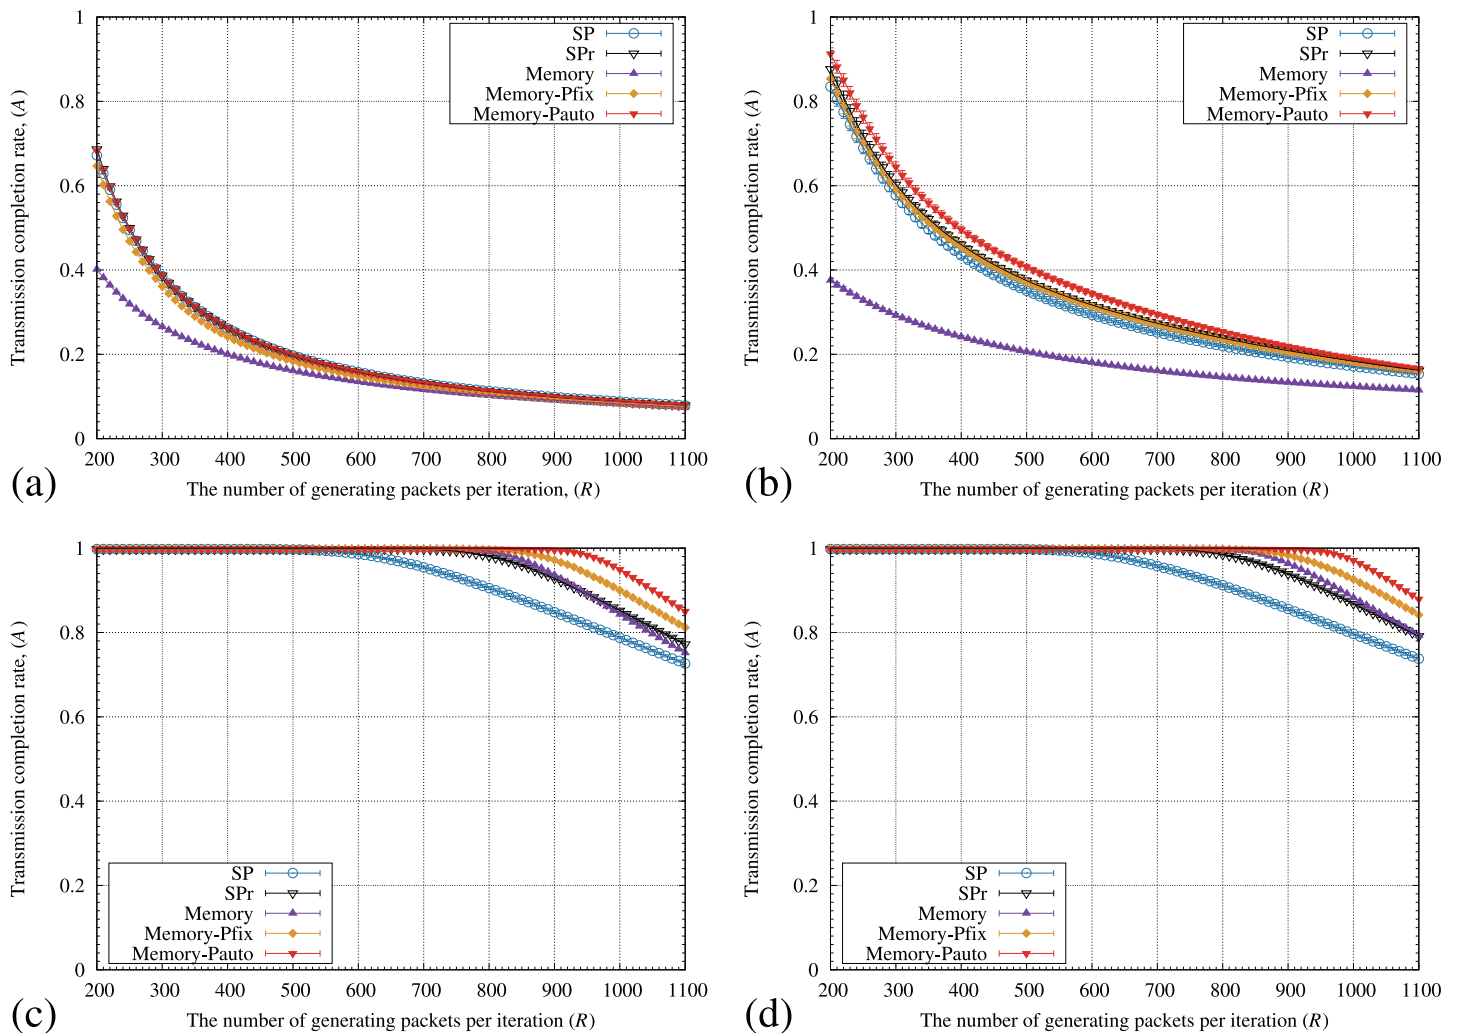 1
0.8
0.6
0.4
0.2
0
Transmission completion rate, (A)
SP
SPr
Memory
Memory-Pfix
Memory-Pauto
200 300 400 500 600 700 800 900 1000 1100
The number of generating packets per iteration, (R)
(a)
1
0.8
0.6
0.4
0.2
0
Transmission completion rate, (A)
SP
SPr
Memory
Memory-Pfix
Memory-Pauto
200 300 400 500 600 700 800 900 1000 1100
The number of generating packets per iteration (R)
(b)
1
0.8
0.6
0.4
0.2
0
Transmission completion rate, (A)
SP
SPr
Memory
Memory-Pfix
Memory-Pauto
200 300 400 500 600 700 800 900 1000 1100
The number of generating packets per iteration (R)
(c)
1
0.8
0.6
0.4
0.2
0
Transmission completion rate, (A)
SP
SPr
Memory
Memory-Pfix
Memory-Pauto
200 300 400 500 600 700 800 900 1000 1100
The number of generating packets per iteration (R)
(d)